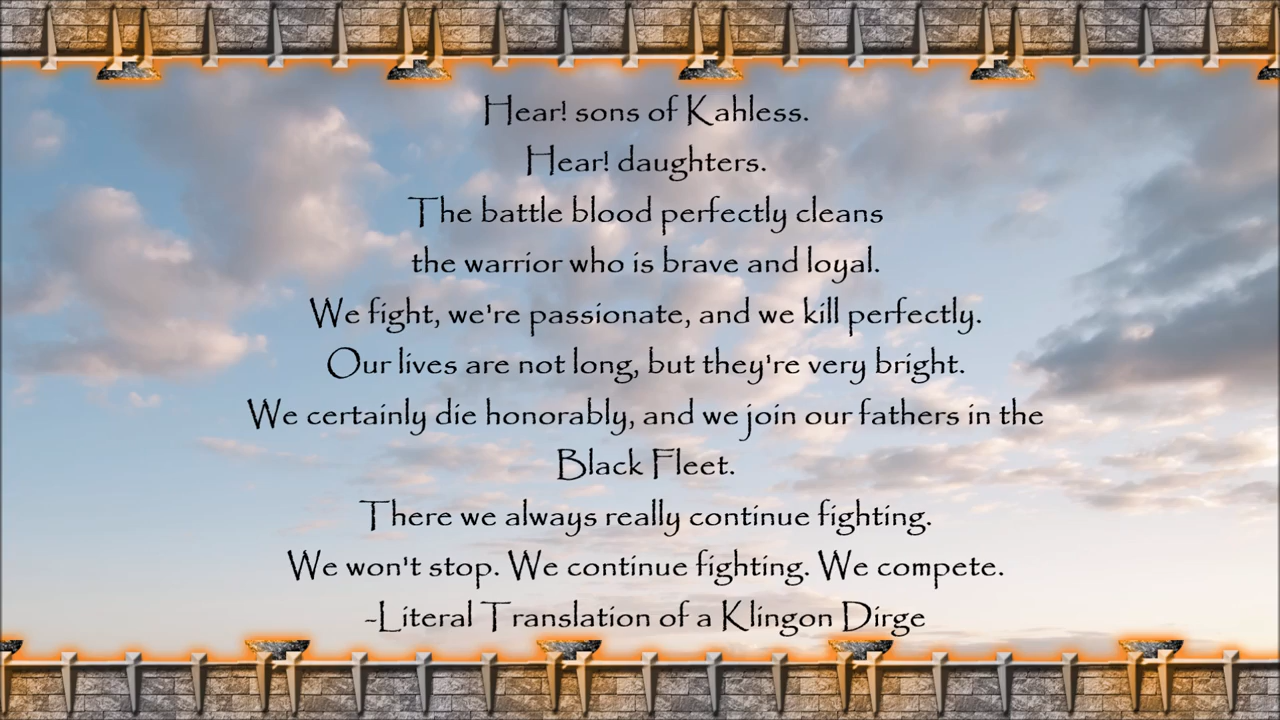 Hear! sons of Kahless.
Hear! daughters.
The battle blood perfectly cleans
the warrior who is brave and loyal.
We fight, we're passionate, and we kill perfectly.
Our lives are not long, but they're very bright.
We certainly die honorably, and we join our fathers in the
Black Fleet.
There we always really continue fighting.
We won't stop. We continue fighting. We compete.
-Literal Translation of a Klingon Dirge